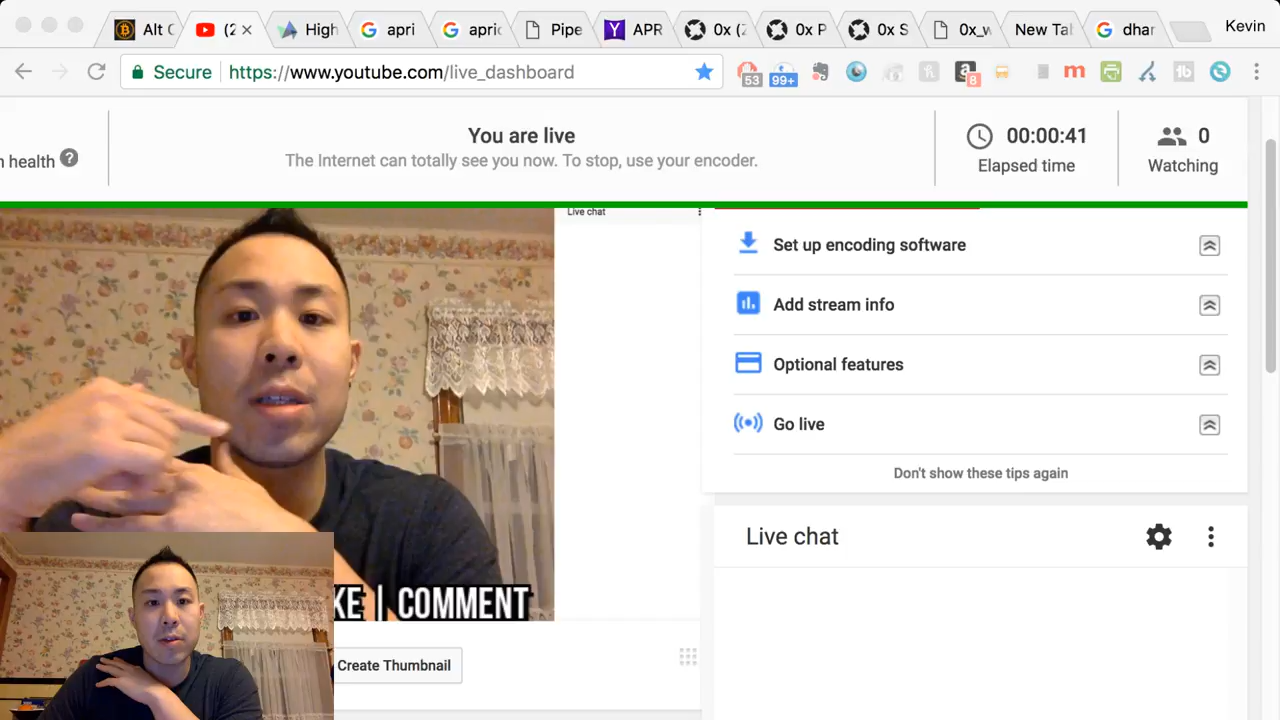 Alt C
(2
High
apri
apric
Pipe
APR
0x (
0x P
0x S
0x_w
New Tab
dhar
Kevin
Secure
https://www.youtube.com/live_dashboard
53
99+
8
m
tb
n health ?
You are live
The Internet can totally see you now. To stop, use your encoder.
00:00:41
Elapsed time
0
Watching
Live chat
Set up encoding software
Add stream info
Optional features
Go live
Don't show these tips again
Live chat
KE | COMMENT
Create Thumbnail